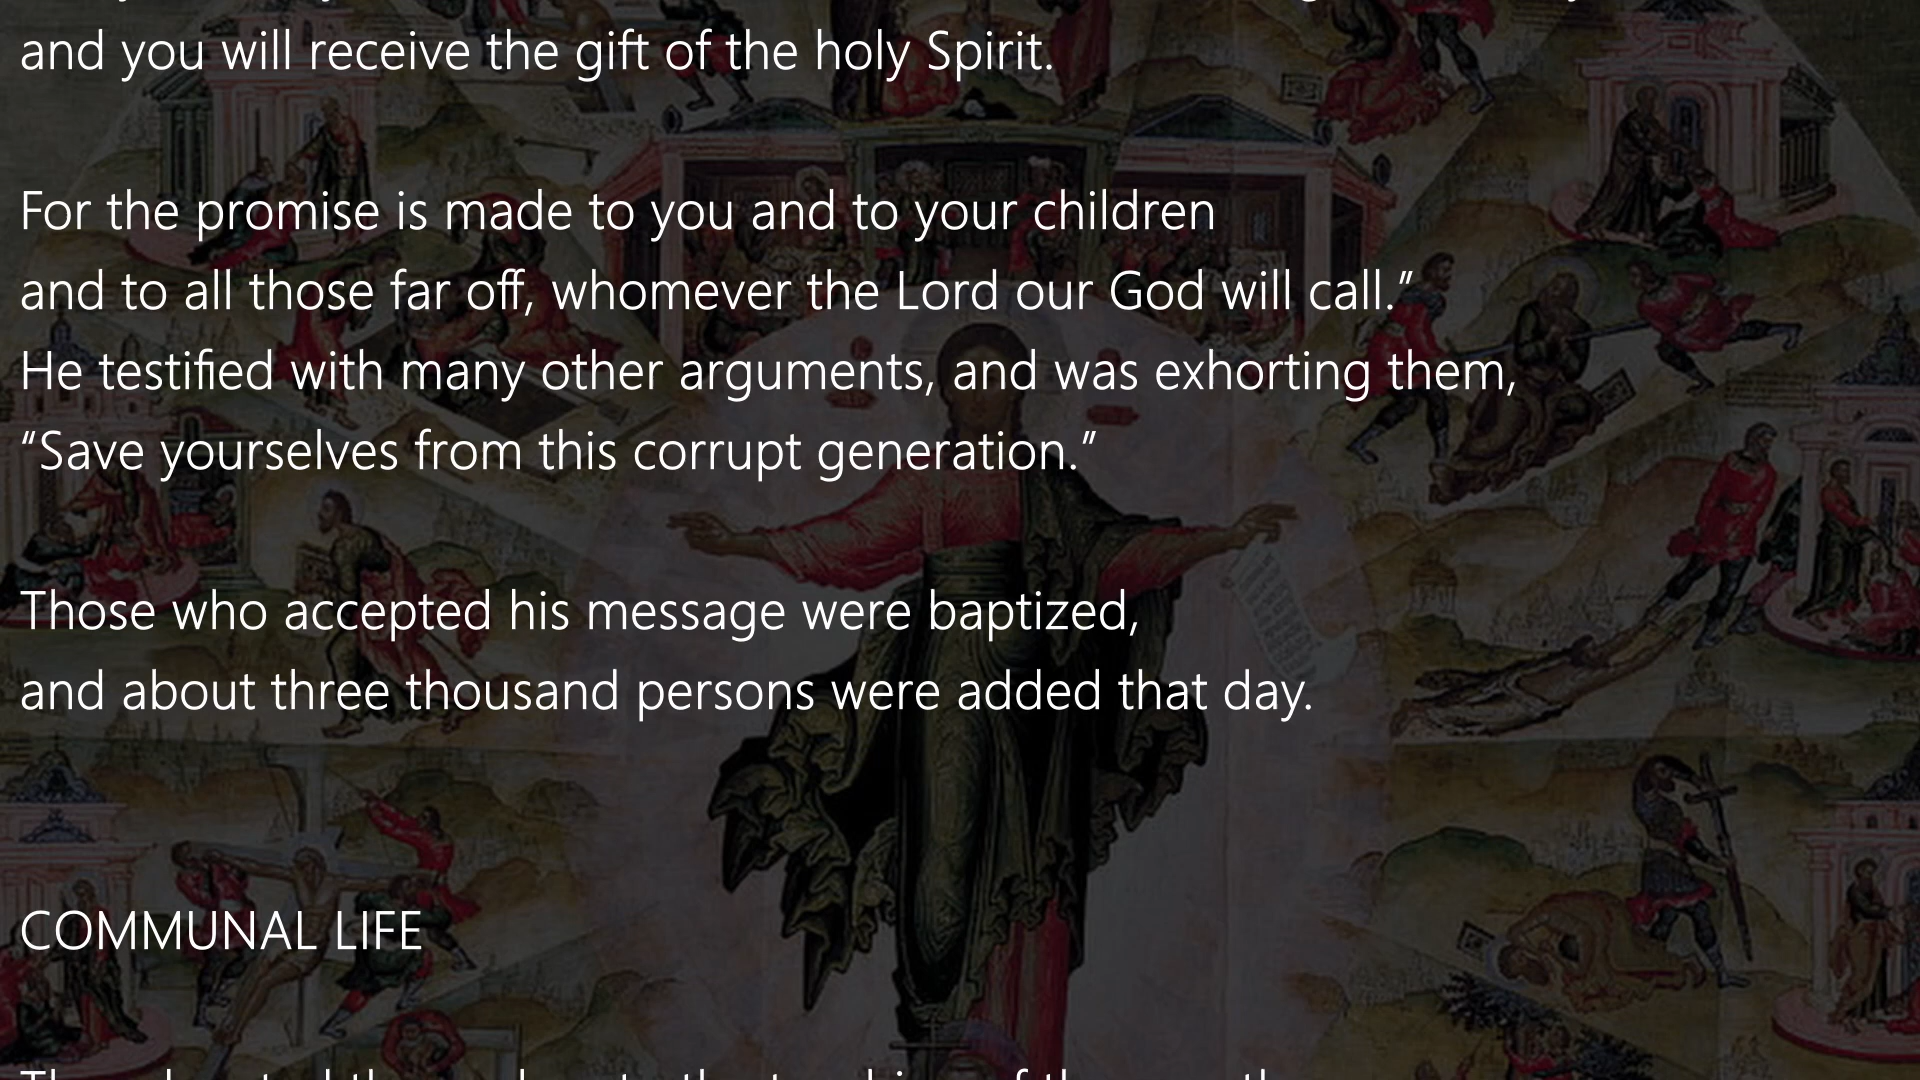 and you will receive the gift of the holy Spirit.
For the promise is made to you and to your children
and to all those far off, whomever the Lord our God will call.”
He testified with many other arguments, and was exhorting them,
“Save yourselves from this corrupt generation.”
Those who accepted his message were baptized,
and about three thousand persons were added that day.
COMMUNAL LIFE